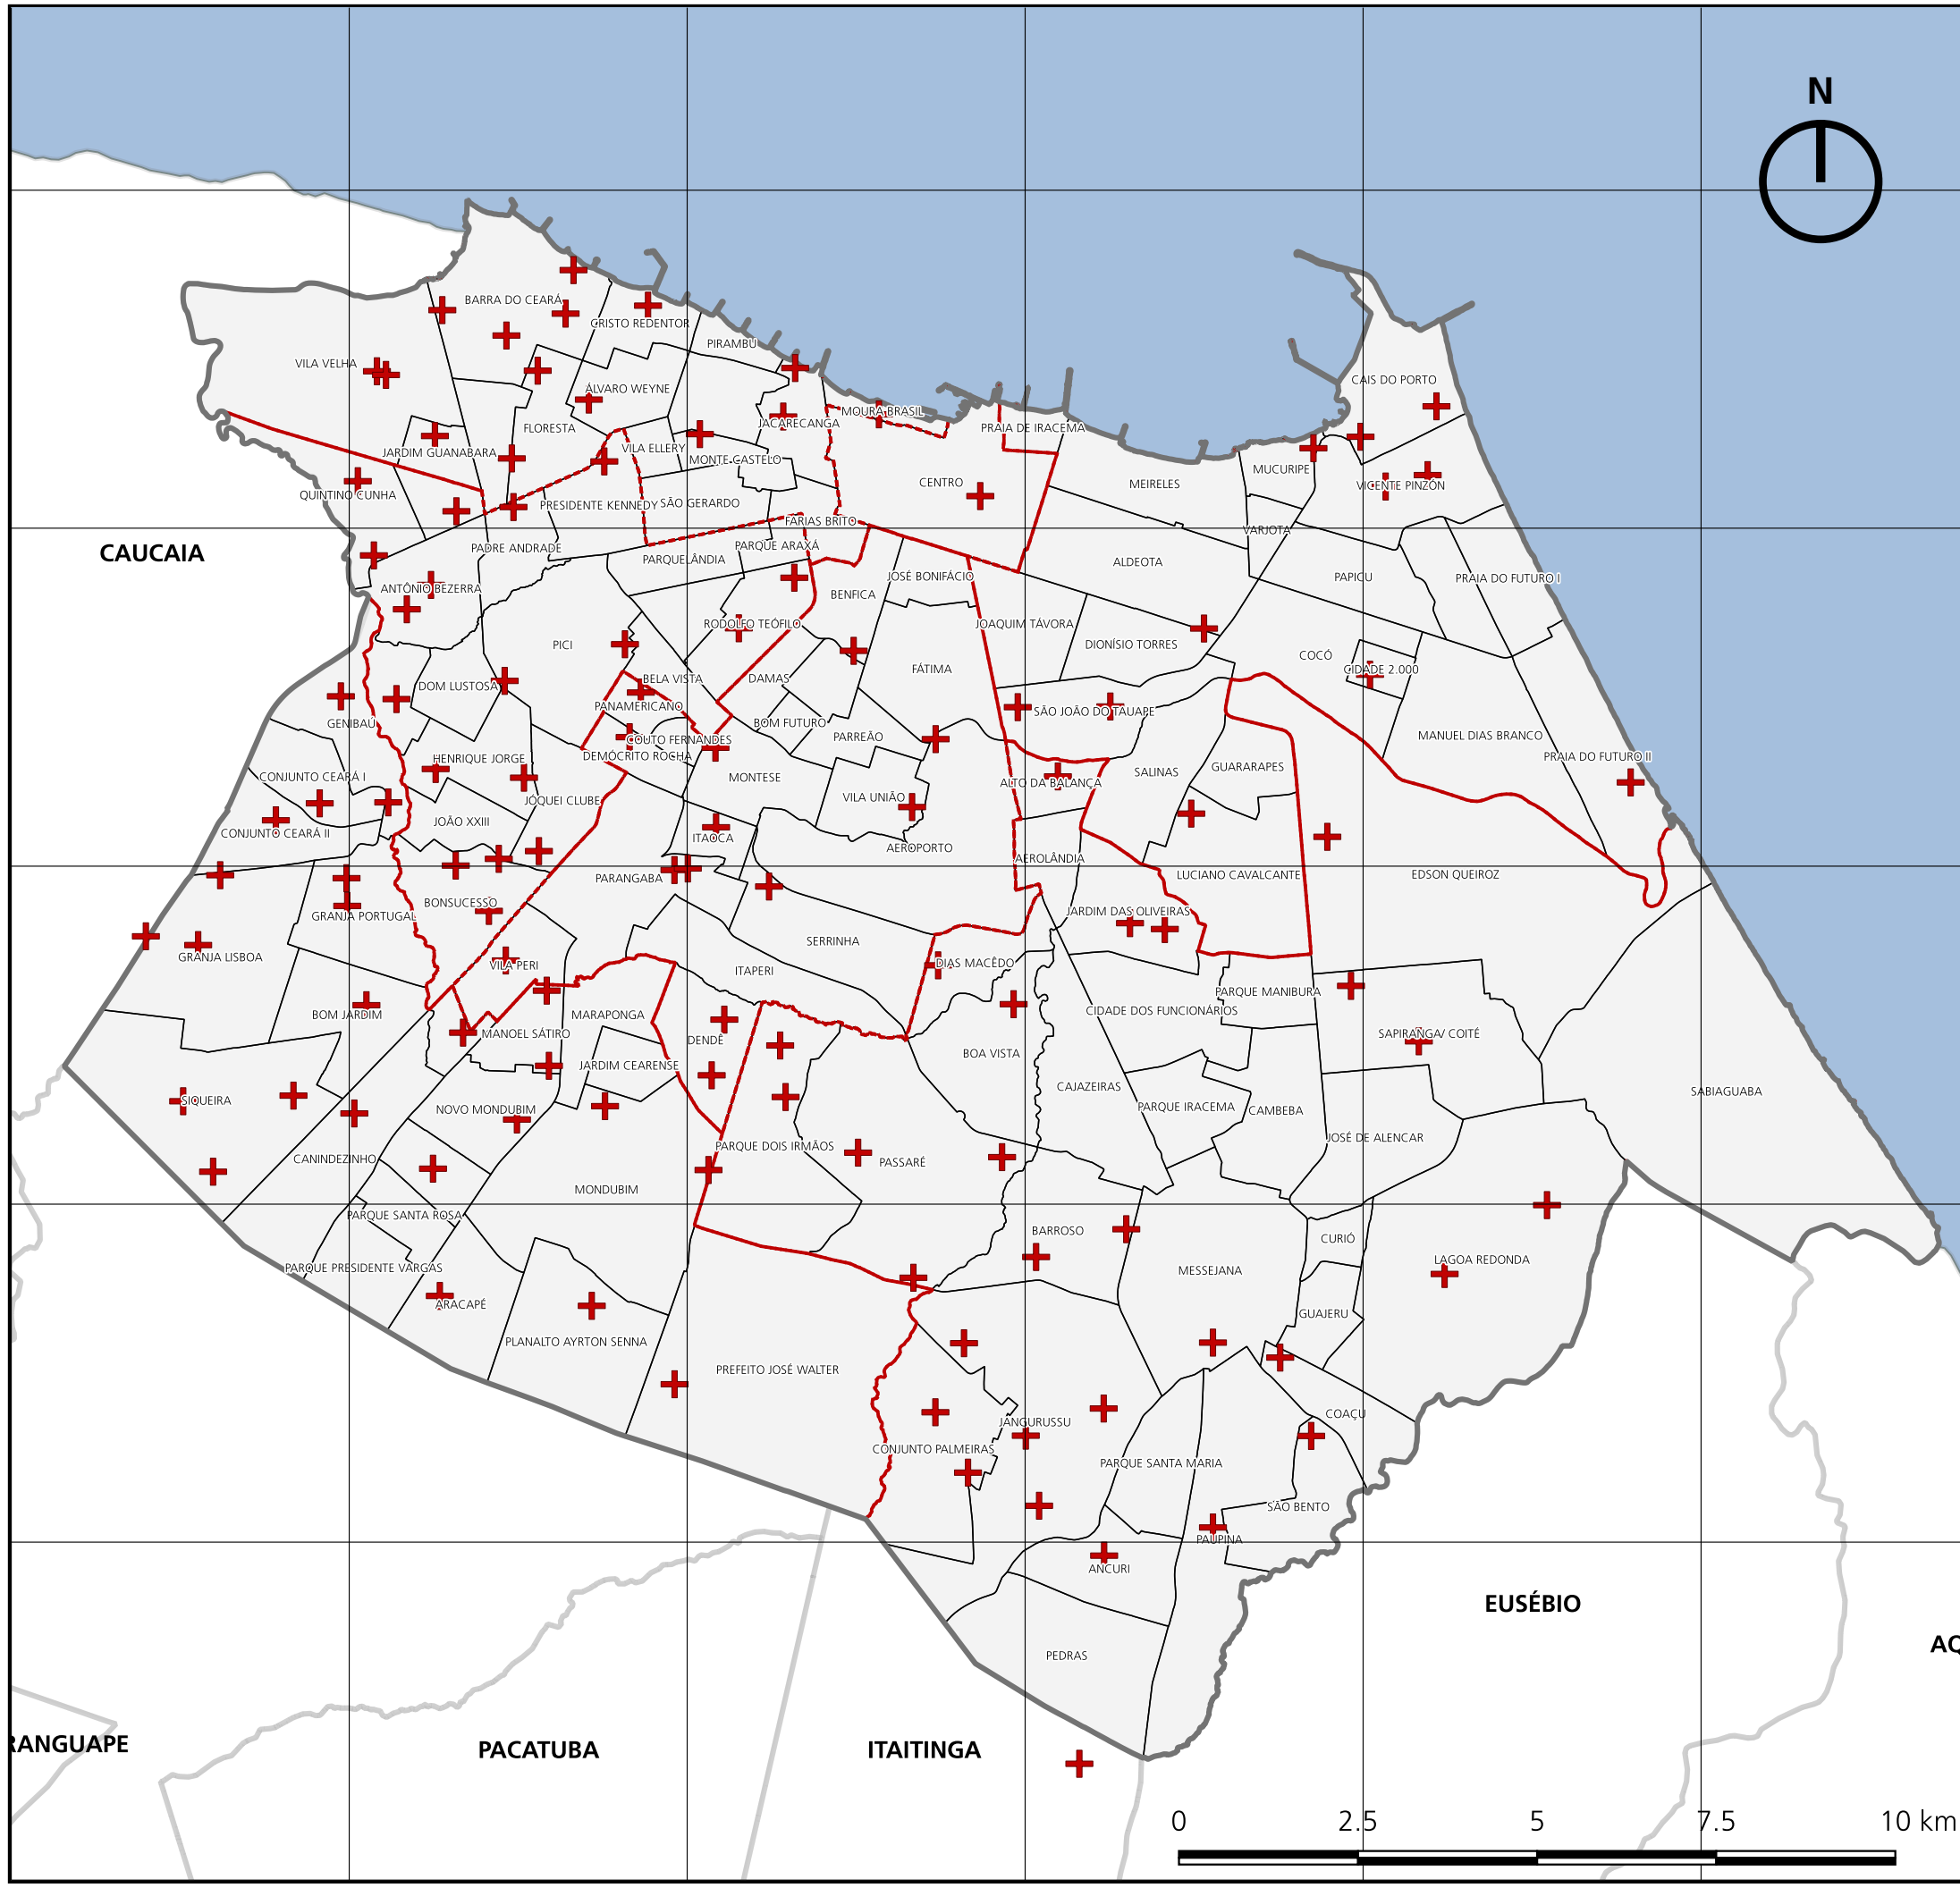 N
BARRA DO CEARÁ
CRISTO REDENTOR
PIRAMBÚ
VILA VELHA
CAIS DO PORTO
ÁLVARO WEYNE
MOURA BRASIL
JACARECANGA
FLORESTA
PRAIA DE IRACEMA
VILA ELLERY
JARDIM GUANABARA
MONTE CASTELO
MUCURIPE
CENTRO
MEIRELES
VICENTE PINZÓN
QUINTINO CUNHA
PRESIDENTE KENNEDY
SÃO GERARDO
FARIAS BRITO
VARJOTA
CAUCAIA
PADRE ANDRADE
PARQUE ARAXÁ
PARQUELÂNDIA
ALDEOTA
JOSÉ BONIFÁCIO
PAPICU
PRAIA DO FUTURO I
ANTÔNIO BEZERRA
BENFICA
RODOLFO TEÓFILO
JOAQUIM TÁVORA
PICI
DIONÍSIO TORRES
COCÓ
CIDADE 2.000
FÁTIMA
BELA VISTA
DAMAS
DOM LUSTOSA
PANAMERICANO
SÃO JOÃO DO TAUAPE
GENIBAÚ
BOM FUTURO
PARREÃO
MANUEL DIAS BRANCO
COUTO FERNANDES
DEMÓCRITO ROCHA
HENRIQUE JORGE
PRAIA DO FUTURO II
CONJUNTO CEARÁ I
MONTESE
ALTO DA BALANÇA
SALINAS
GUARARAPES
JÓQUEI CLUBE
VILA UNIÃO
JOÃO XXIII
CONJUNTO CEARÁ II
ITAOCA
AEROPORTO
AEROLÂNDIA
PARANGABA
LUCIANO CAVALCANTE
EDSON QUEIROZ
BONSUCESSO
GRANJA PORTUGAL
JARDIM DAS OLIVEIRAS
GRANJA LISBOA
SERRINHA
VILA PERI
ITAPERI
DIAS MACÊDO
PARQUE MANIBURA
BOM JARDIM
MARAPONGA
CIDADE DOS FUNCIONÁRIOS
MANOEL SÁTIRO
DENDÊ
SAPIRANGA/ COITÉ
BOA VISTA
JARDIM CEARENSE
CAJAZEIRAS
SABIAGUABA
SIQUEIRA
NOVO MONDUBIM
PARQUE IRACEMA
CAMBEBA
PARQUE DOIS IRMÃOS
JOSÉ DE ALENCAR
CANINDEZINHO
PASSARÉ
MONDUBIM
PARQUE SANTA ROSA
BARROSO
CURIÓ
PARQUE PRESIDENTE VARGAS
MESSEJANA
LAGOA REDONDA
ARACAPÉ
GUAJERU
PLANALTO AYRTON SENNA
PREFEITO JOSÉ WALTER
COAÇU
JANGURUSSU
CONJUNTO PALMEIRAS
PARQUE SANTA MARIA
SÃO BENTO
PAUPINA
ANCURI
EUSÉBIO
AQ
PEDRAS
RANGUAPE
PACATUBA
ITAITINGA
0 2.5 5 7.5 10 km